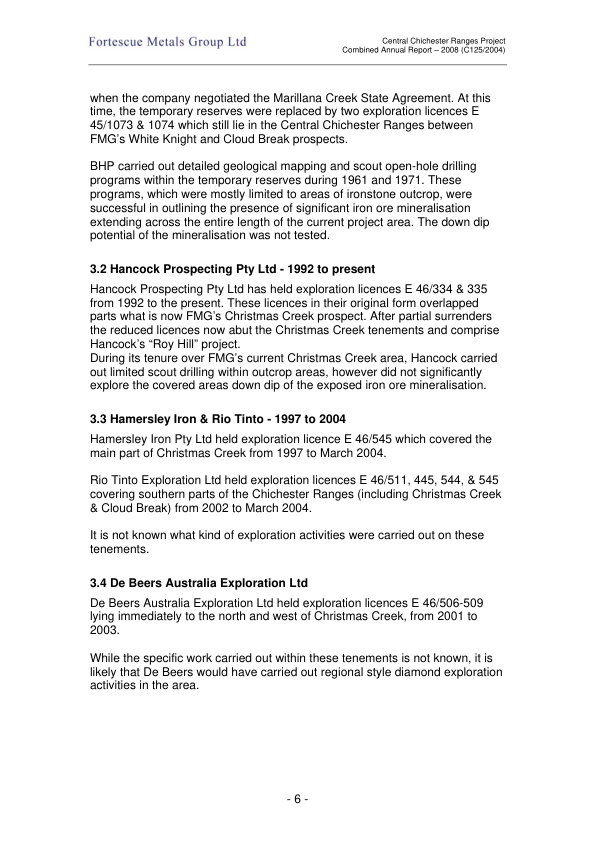 Fortescue Metals Group Ltd
Central Chichester Ranges Project
Combined Annual Report – 2008 (C125/2004)
when the company negotiated the Marillana Creek State Agreement. At this
time, the temporary reserves were replaced by two exploration licences E
45/1073 & 1074 which still lie in the Central Chichester Ranges between
FMG's White Knight and Cloud Break prospects.
BHP carried out detailed geological mapping and scout open-hole drilling
programs within the temporary reserves during 1961 and 1971. These
programs, which were mostly limited to areas of ironstone outcrop, were
successful in outlining the presence of significant iron ore mineralisation
extending across the entire length of the current project area. The down dip
potential of the mineralisation was not tested.
3.2 Hancock Prospecting Pty Ltd - 1992 to present
Hancock Prospecting Pty Ltd has held exploration licences E 46/334 & 335
from 1992 to the present. These licences in their original form overlapped
parts what is now FMG's Christmas Creek prospect. After partial surrenders
the reduced licences now abut the Christmas Creek tenements and comprise
Hancock's “Roy Hill” project.
During its tenure over FMG's current Christmas Creek area, Hancock carried
out limited scout drilling within outcrop areas, however did not significantly
explore the covered areas down dip of the exposed iron ore mineralisation.
3.3 Hamersley Iron & Rio Tinto - 1997 to 2004
Hamersley Iron Pty Ltd held exploration licence E 46/545 which covered the
main part of Christmas Creek from 1997 to March 2004.
Rio Tinto Exploration Ltd held exploration licences E 46/511, 445, 544, & 545
covering southern parts of the Chichester Ranges (including Christmas Creek
& Cloud Break) from 2002 to March 2004.
It is not known what kind of exploration activities were carried out on these
tenements.
3.4 De Beers Australia Exploration Ltd
De Beers Australia Exploration Ltd held exploration licences E 46/506-509
lying immediately to the north and west of Christmas Creek, from 2001 to
2003.
While the specific work carried out within these tenements is not known, it is
likely that De Beers would have carried out regional style diamond exploration
activities in the area.
- 6 -